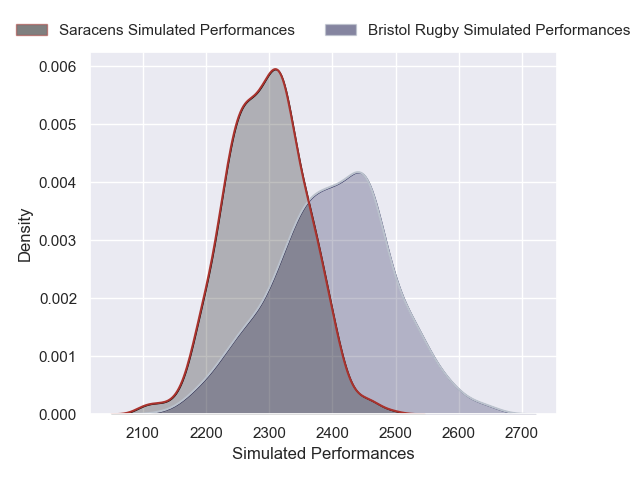 Saracens Simulated Performances Bristol Rugby Simulated Performances
0.006
0.005
0.004
0.003
0.002
0.001
0.000
Density
2100 2200 2300 2400 2500 2600 2700
Simulated Performances